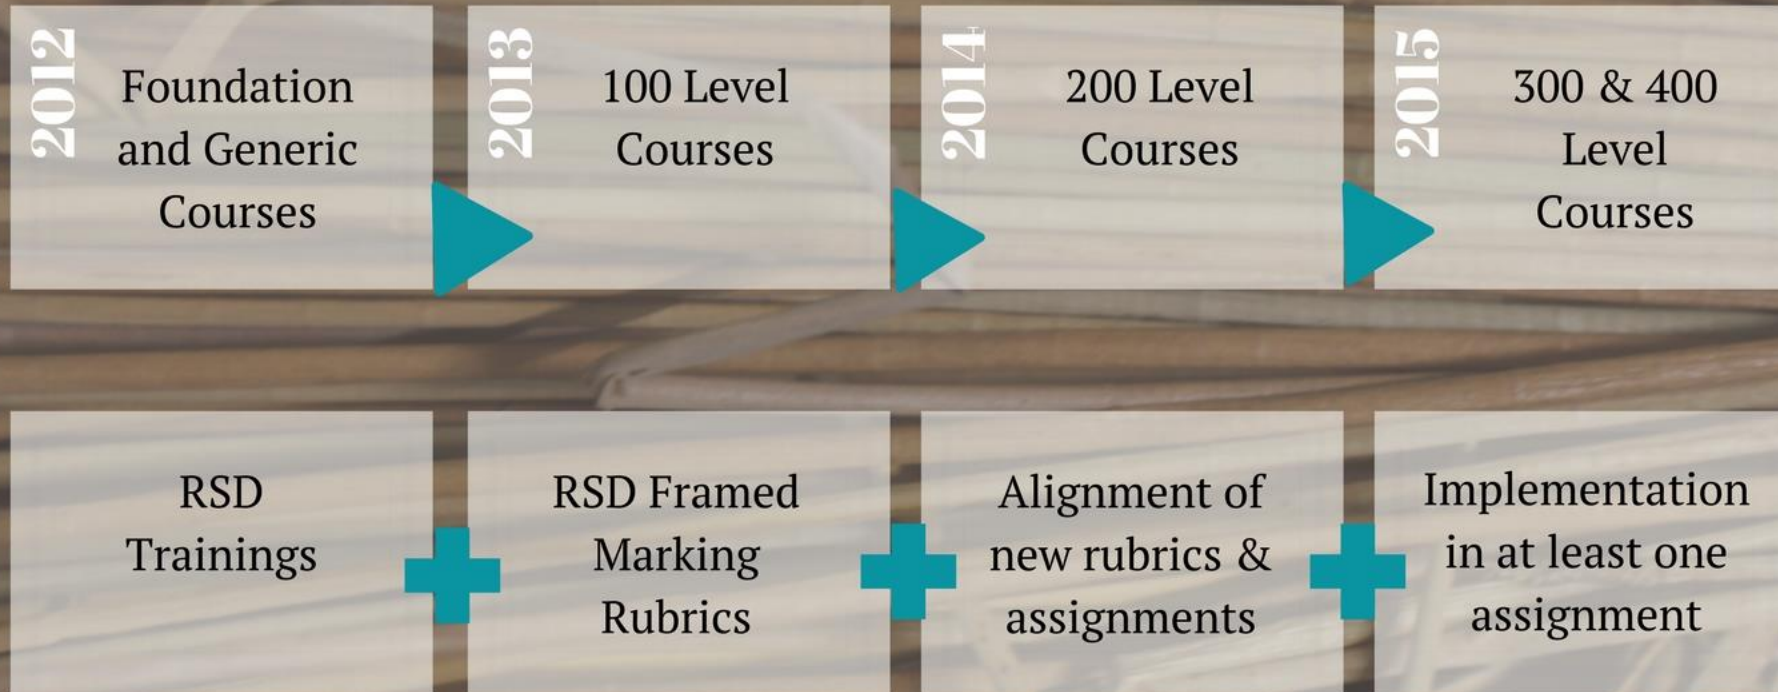 2012
Foundation
and Generic
Courses
2013
100 Level
Courses
2014
200 Level
Courses
2015
300 & 400
Level
Courses
RSD
Trainings
RSD Framed
Marking
Rubrics
Alignment of
new rubrics &
assignments
Implementation
in at least one
assignment